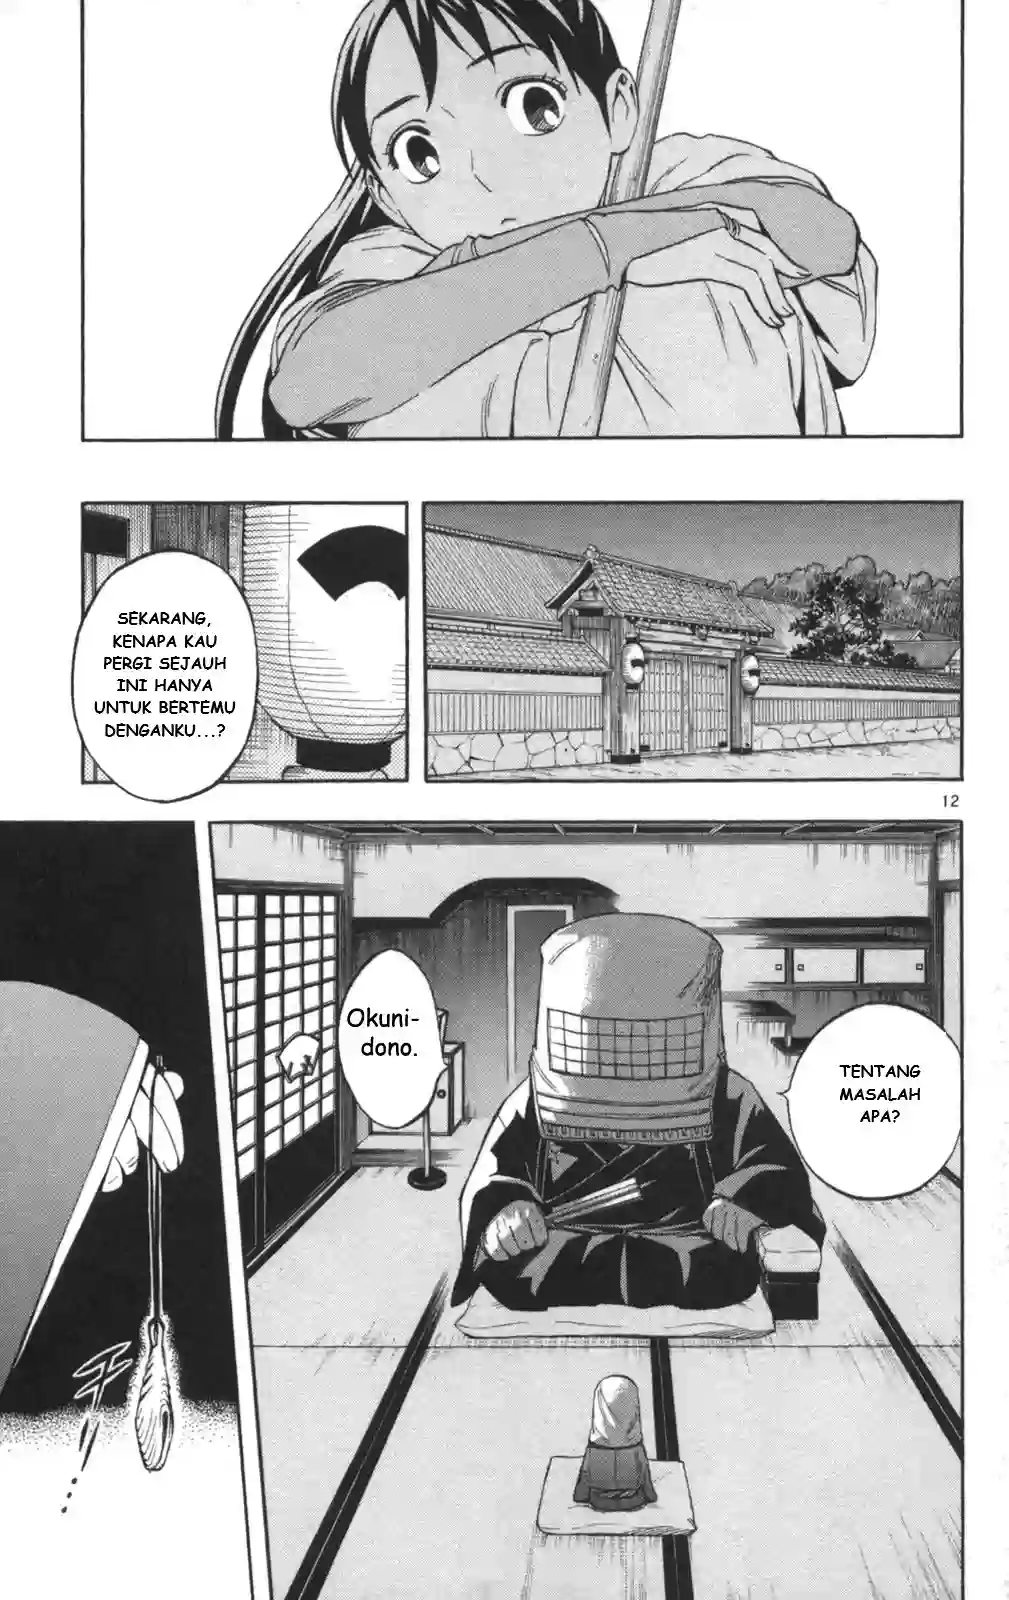 SEKARANG,
KENAPA KAU
PERGI SEJAUH
INI HANYA
UNTUK BERTEMU
DENGANKU...?
12
TENTANG
MASALAH
APA?
Okuni-
dono.